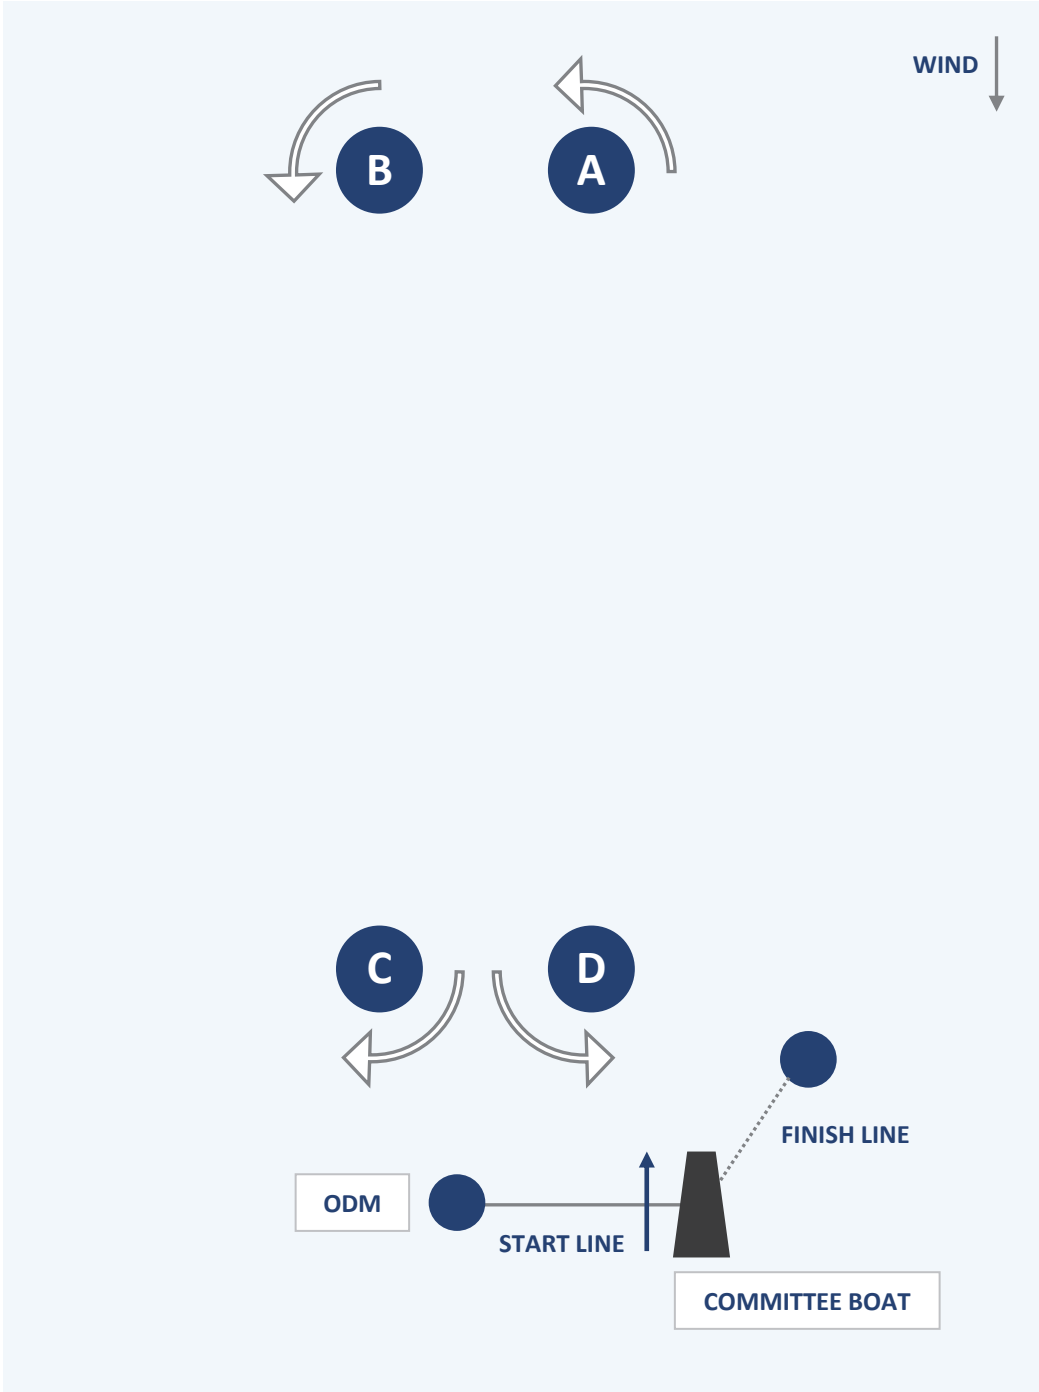 WIND
B
A
C
D
FINISH LINE
ODM
START LINE
COMMITTEE BOAT